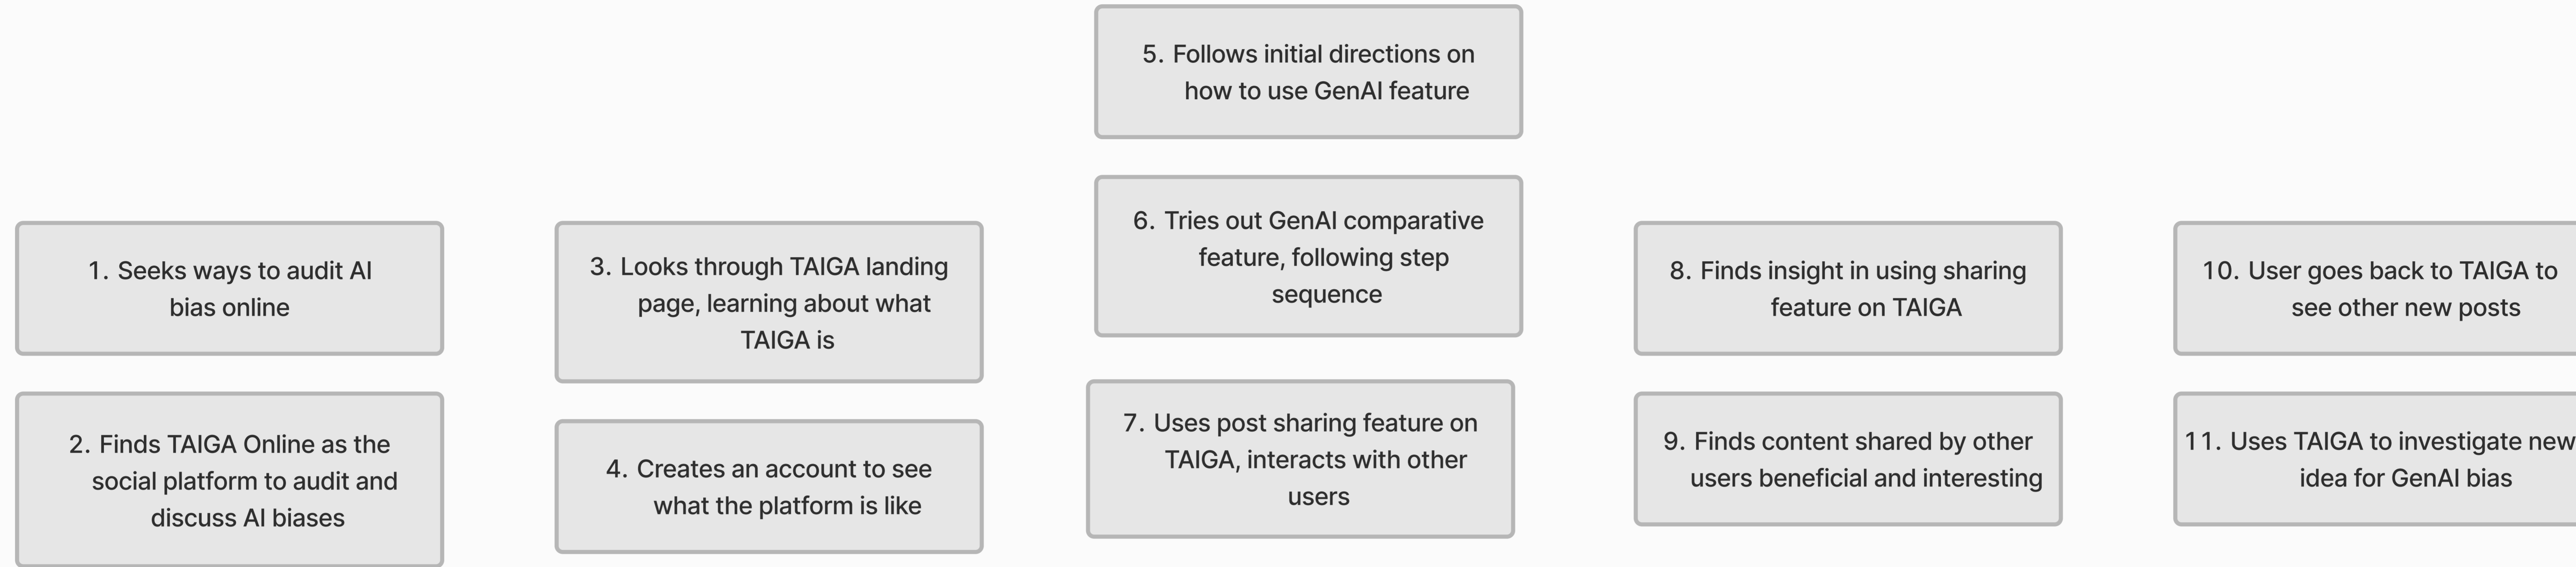 1. Seeks ways to audit AI
bias online
2. Finds TAIGA Online as the
social platform to audit and
discuss AI biases
3. Looks through TAIGA landing
page, learning about what
TAIGA is
4. Creates an account to see
what the platform is like
5. Follows initial directions on
how to use GenAI feature
6. Tries out GenAI comparative
feature, following step
sequence
7. Uses post sharing feature on
TAIGA, interacts with other
users
8. Finds insight in using sharing
feature on TAIGA
9. Finds content shared by other
users beneficial and interesting
10. User goes back to TAIGA to
see other new posts
11. Uses TAIGA to investigate new
idea for GenAI bias